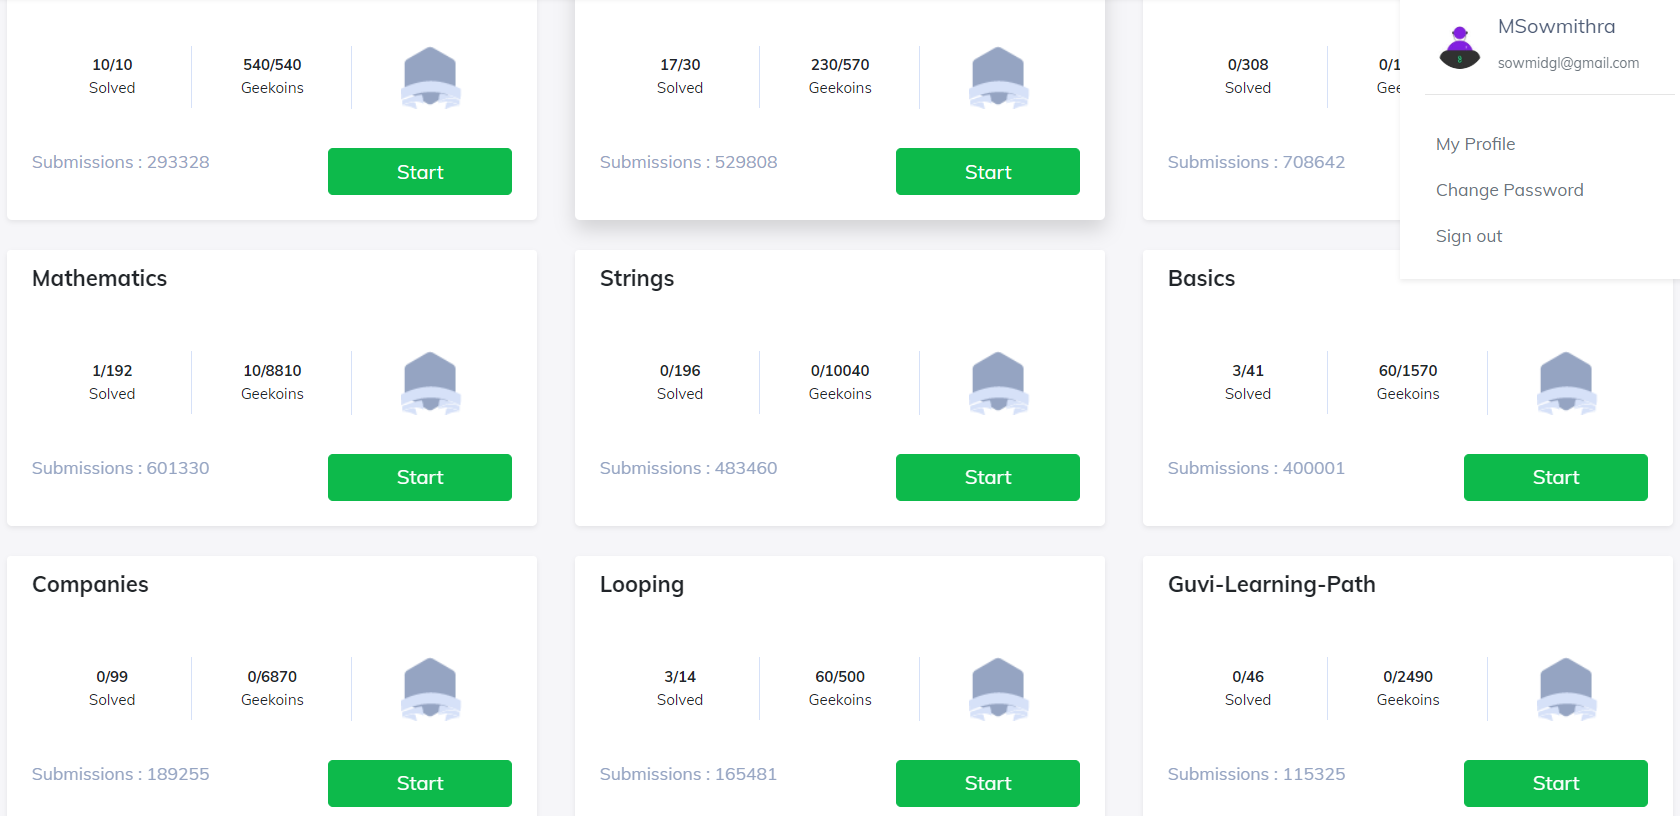 MSowmithra
sowmidgl@gmail.com
My Profile
Change Password
Sign out
10/10
Solved
540/540
Geekoins
Submissions : 293328
Start
17/30
Solved
230/570
Geekoins
Submissions : 529808
Start
0/308
Solved
0/1
Gee
Submissions : 708642
Mathematics
1/192
Solved
10/8810
Geekoins
Submissions : 601330
Start
Strings
0/196
Solved
0/10040
Geekoins
Submissions : 483460
Start
Basics
3/41
Solved
60/1570
Geekoins
Submissions : 400001
Start
Companies
0/99
Solved
0/6870
Geekoins
Submissions : 189255
Start
Looping
3/14
Solved
60/500
Geekoins
Submissions : 165481
Start
Guvi-Learning-Path
0/46
Solved
0/2490
Geekoins
Submissions : 115325
Start